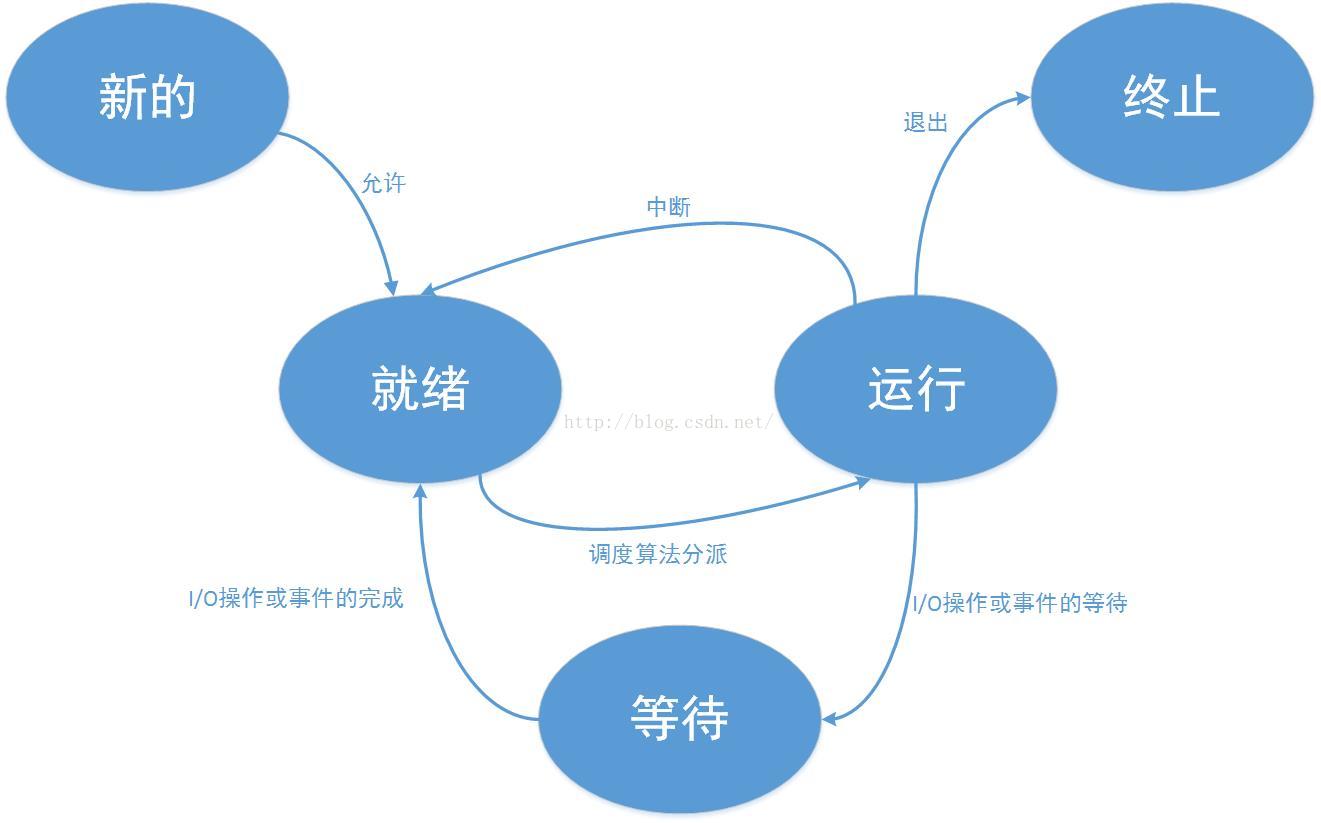 新的
终止
退出
允许
中断
就绪
运行
http://blog.csdn.net/
调度算法分派
I/O操作或事件的完成
I/O操作或事件的等待
等待